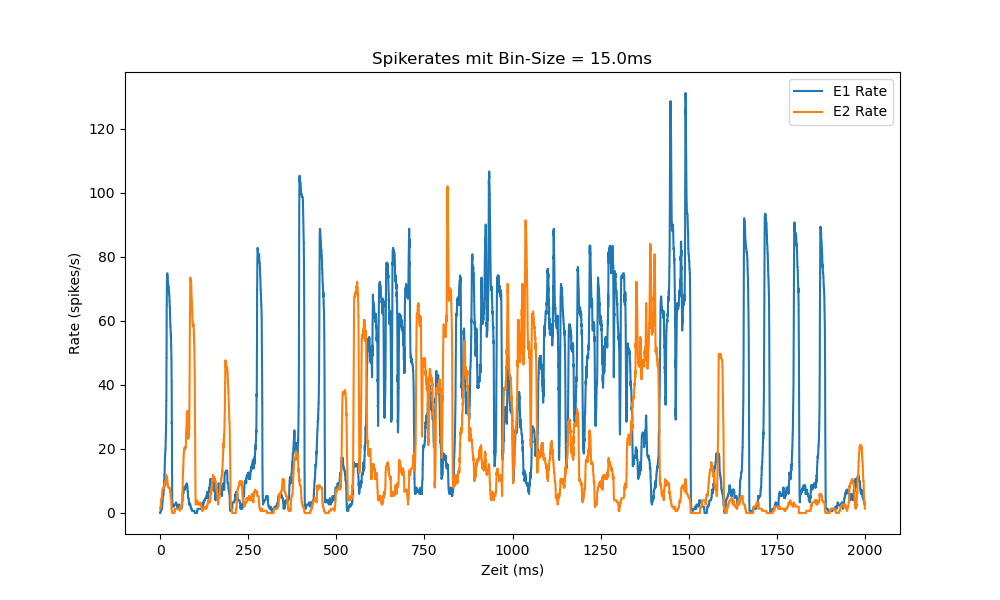 Spikerates mit Bin-Size = 15.0ms
E1 Rate
E2 Rate
120
100
80
60
40
20
0
Rate (spikes/s)
0 250 500 750 1000 1250 1500 1750 2000
Zeit (ms)